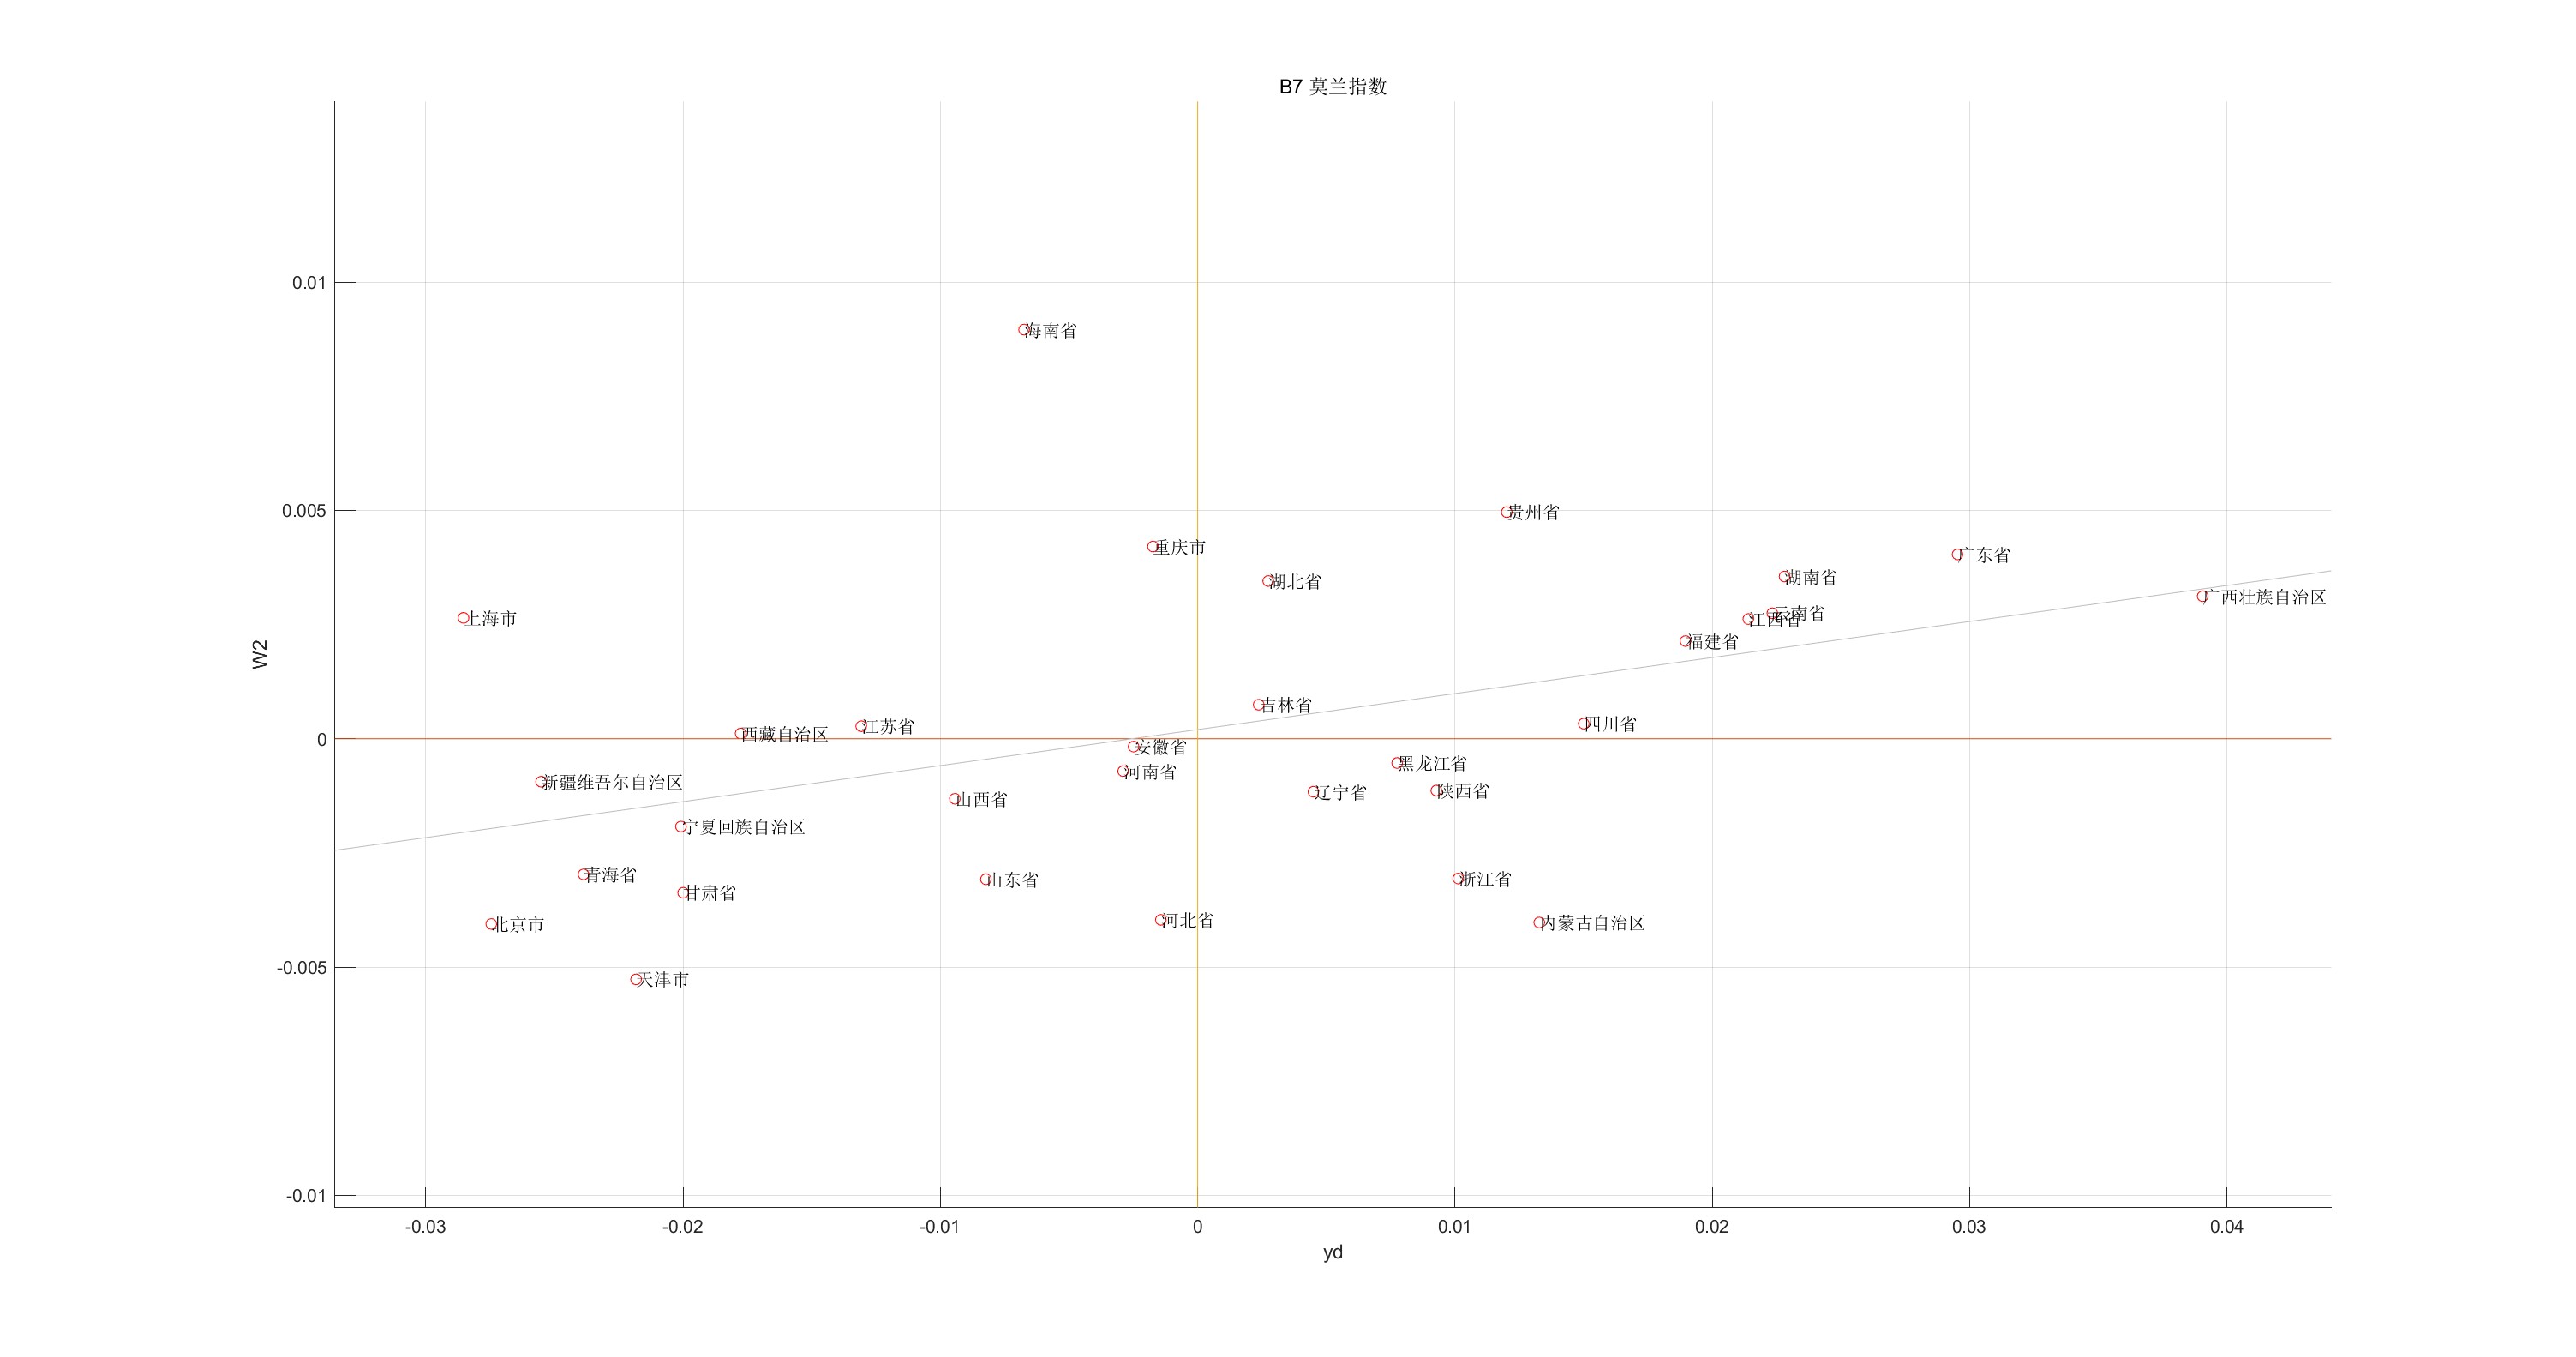 B7 莫兰指数
0.01
海南省
0.005
贵州省
重庆市
广东省
湖南省
湖北省
广西壮族自治区
云南省
上海市
江西省
福建省
W2
吉林省
四川省
江苏省
西藏自治区
0
安徽省
黑龙江省
河南省
新疆维吾尔自治区
陕西省
辽宁省
山西省
宁夏回族自治区
青海省
浙江省
山东省
甘肃省
河北省
内蒙古自治区
北京市
-0.005
天津市
-0.01
-0.03 -0.02 -0.01 0 0.01 0.02 0.03 0.04
yd